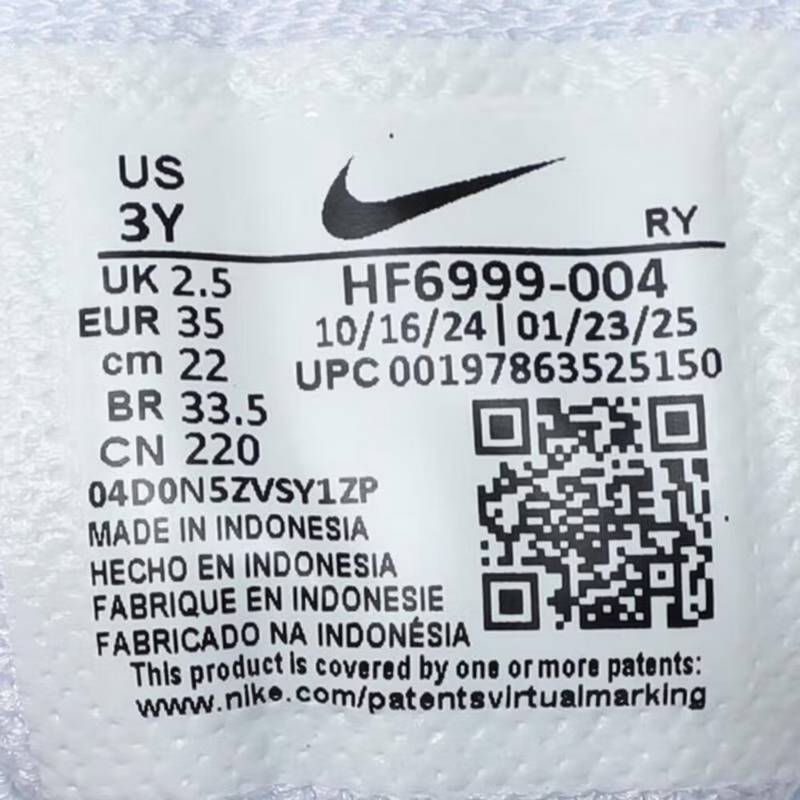 US
3Y
RY
UK 2.5
HF6999-004
EUR 35
10/16/24 | 01/23/25
cm 22
UPC 00197863525150
BR 33.5
CN 220
04D0N5ZVSY1ZP
MADE IN INDONESIA
HECHO EN INDONESIA
FABRIQUE EN INDONESIE
FABRICADO NA INDONÉSIA
This product is covered by one or more patents:
www.nike.com/patentsvirtualmarking